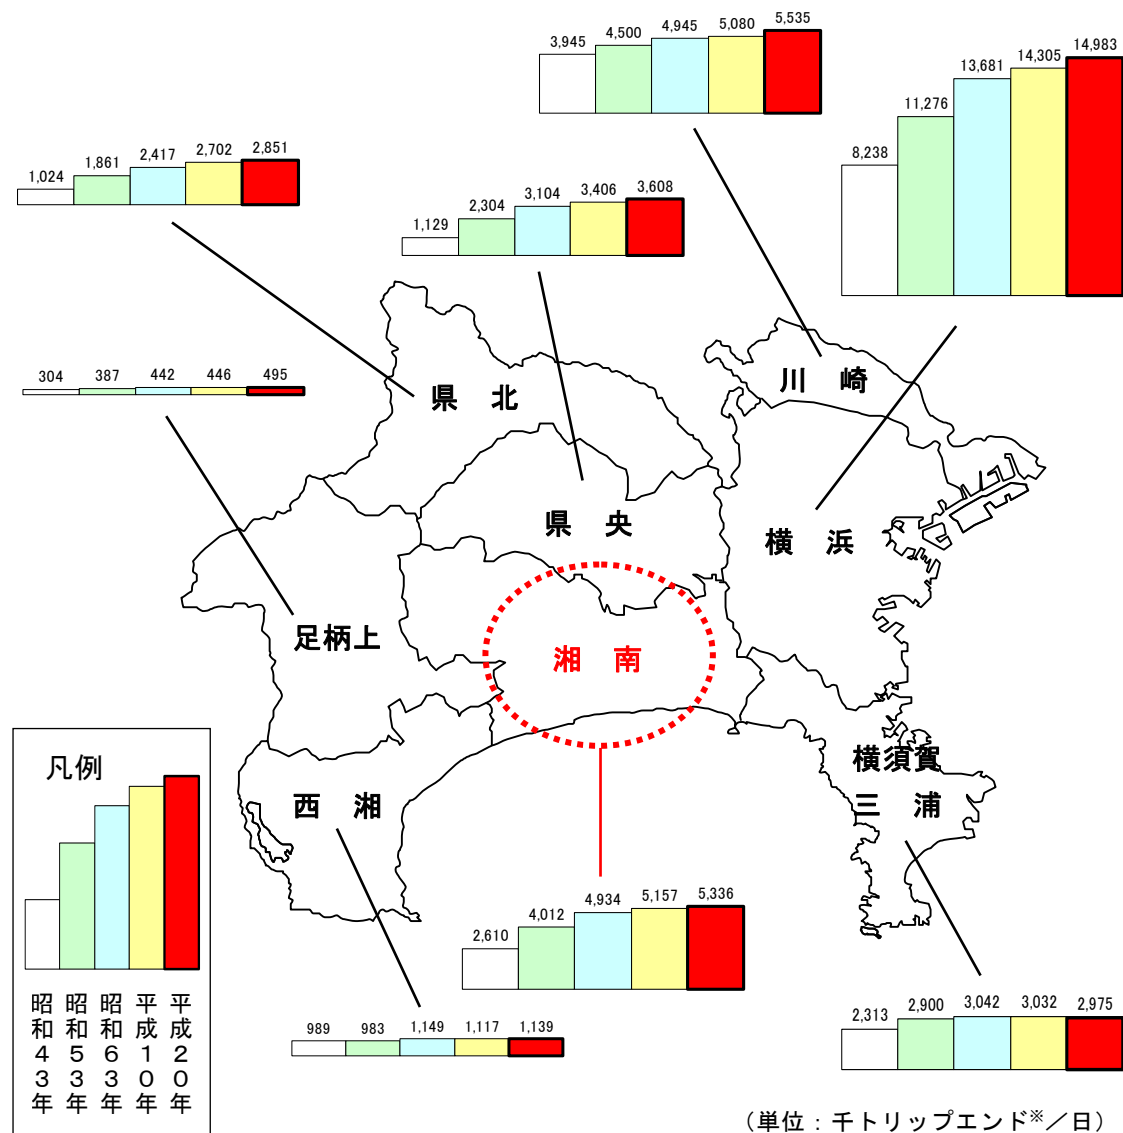 3,945 4,500 4,945 5,080 5,535
8,238 11,276 13,681 14,305 14,983
1,024 1,861 2,417 2,702 2,851
1,129 2,304 3,104 3,406 3,608
304 387 442 446 495
川 崎
県 北
県 央
横 浜
足柄上
湘 南
横須賀
三 浦
西 湘
2,610 4,012 4,934 5,157 5,336
989 983 1,149 1,117 1,139
2,313 2,900 3,042 3,032 2,975
凡例
昭和43年
昭和53年
昭和63年
平成10年
平成20年
（単位：千トリップエンド※／日）